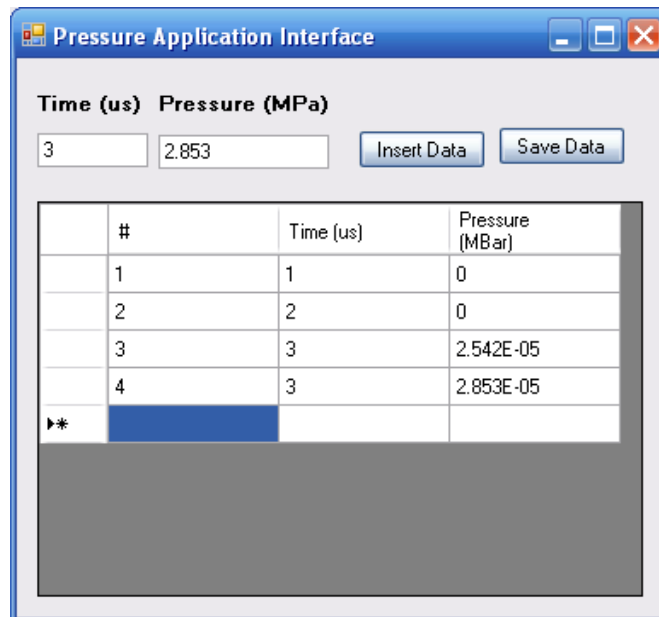 Pressure Application Interface
Time (us) Pressure (MPa)
3 2.853 Insert Data Save Data
# Time (us) Pressure
(MBar)
1 1 0
2 2 0
3 3 2.542E-05
4 3 2.853E-05